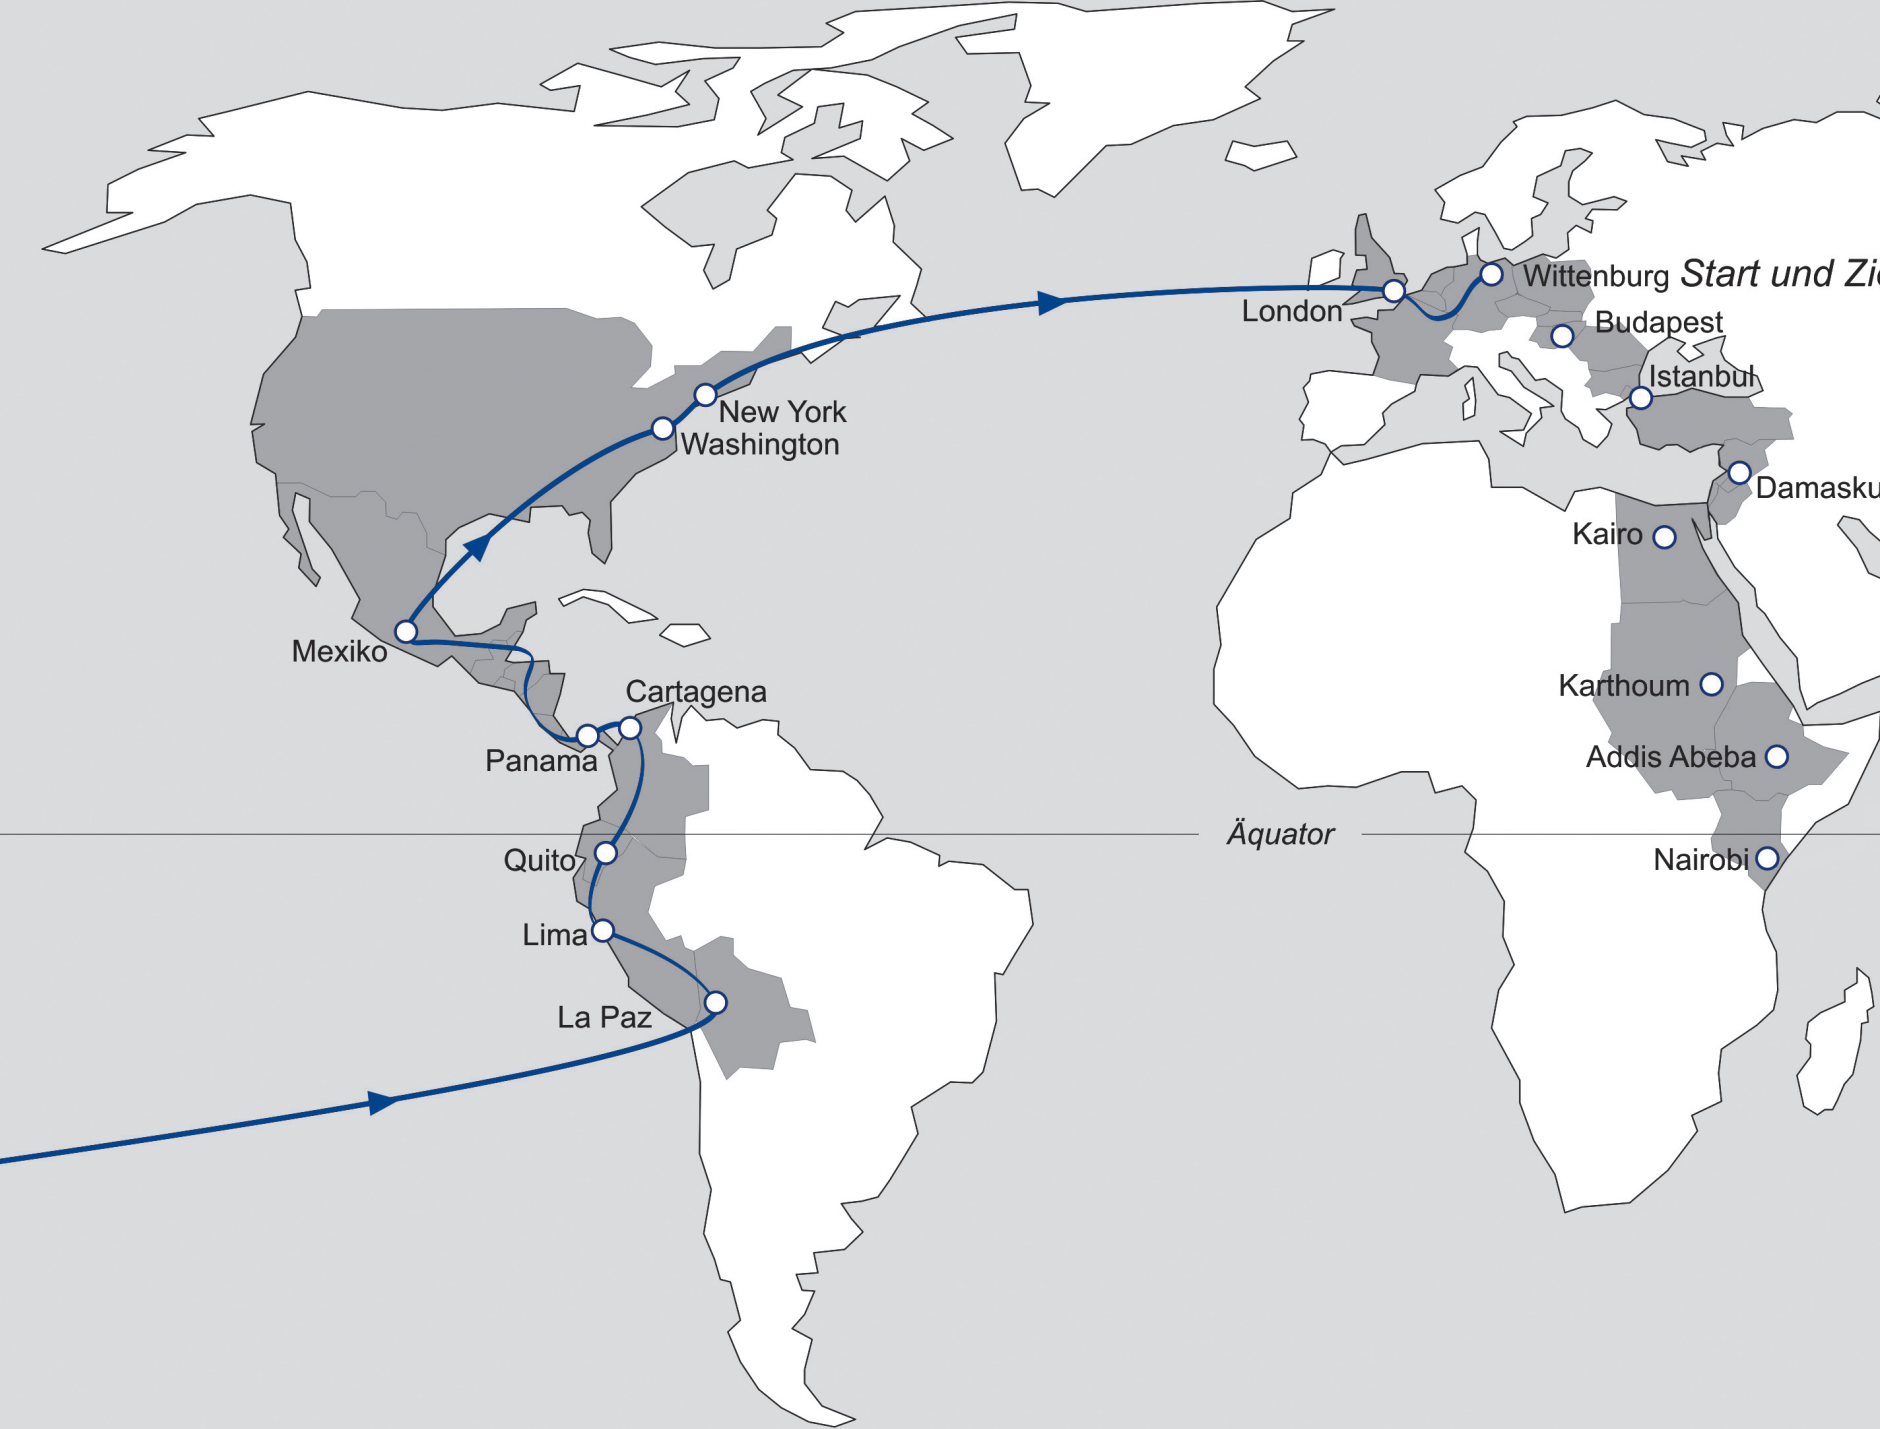 Wittenburg Start und Zie
London
Budapest
Istanbul
New York
Washington
Damasku
Kairo
Mexiko
Karthoum
Cartagena
Panama
Addis Abeba
Äquator
Quito
Nairobi
Lima
La Paz